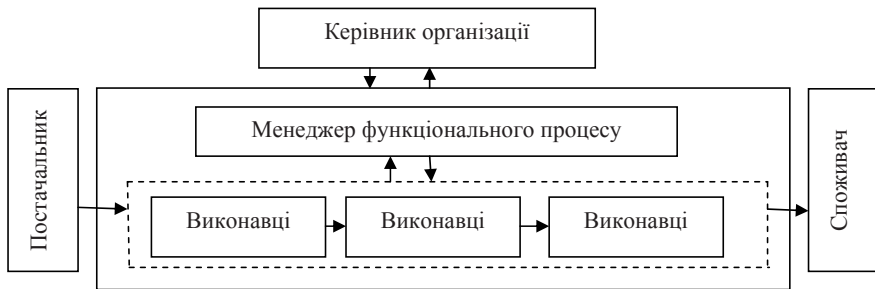 Керівник організації
Постачальник
Менеджер функціонального процесу
Виконавці
Виконавці
Виконавці
Споживач